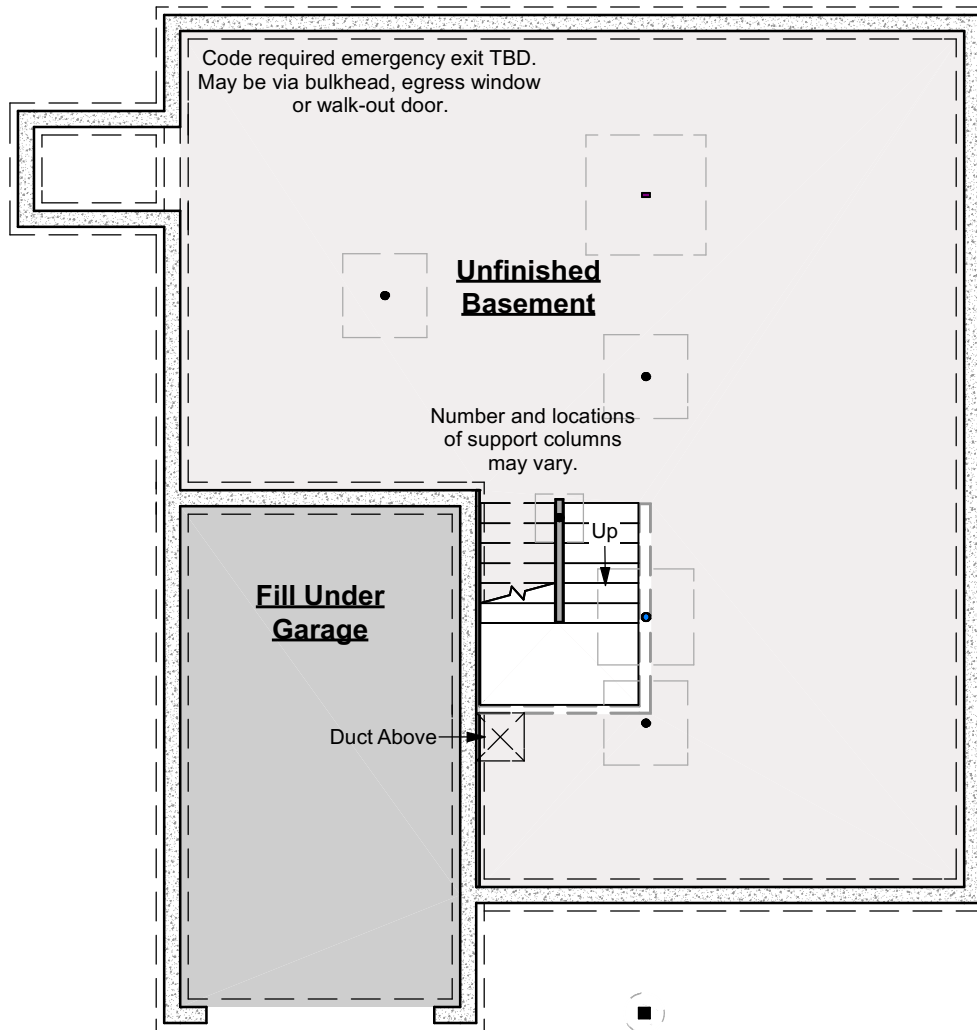 Code required emergency exit TBD.
May be via bulkhead, egress window
or walk-out door.
Unfinished
Basement
Number and locations
of support columns
may vary.
Up
Fill Under
Garage
Duct Above